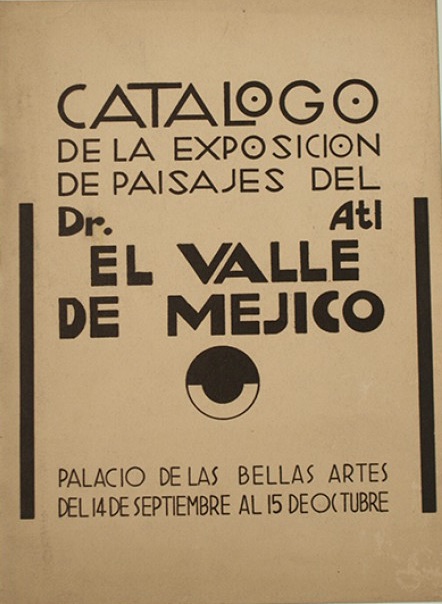 CATALOGO
DE LA EXPOSICION
DE PAISAJES DEL
Dr. Atl
EL VALLE
DE MEJICO
PALACIO DE LAS BELLAS ARTES
DEL 14 DE SEPTIEMBRE AL 15 DE OCTUBRE